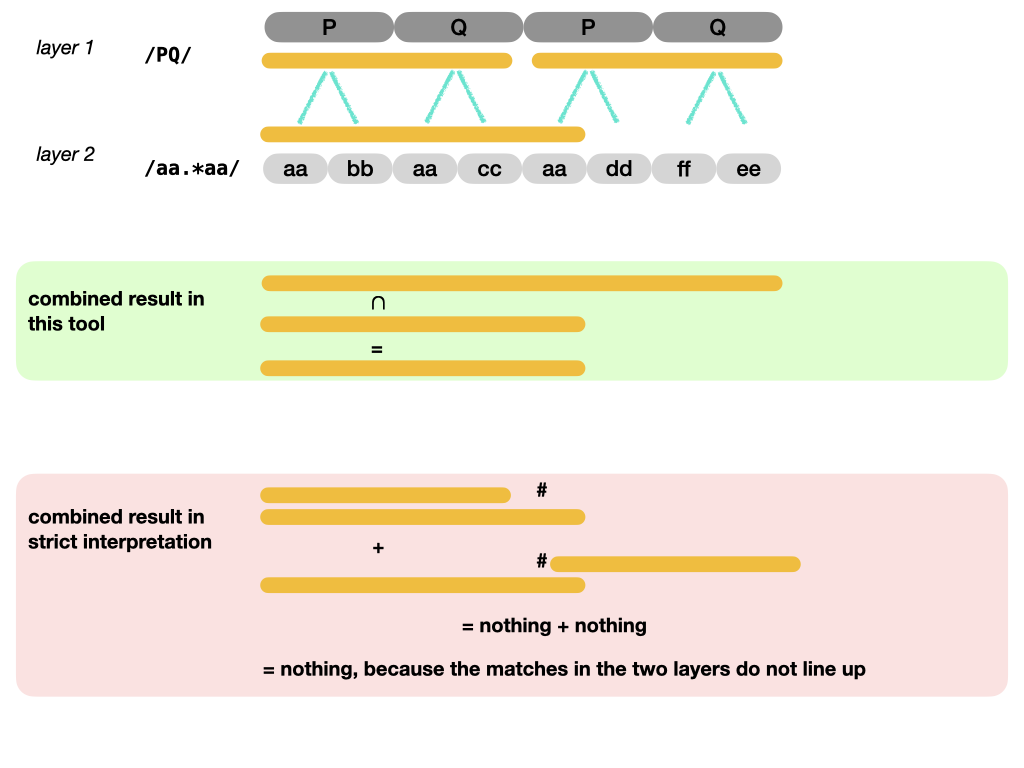 P Q P Q
layer 1
/PQ/
layer 2
/aa.*aa/
aa bb aa cc aa dd ff ee
combined result in
this tool
∩
=
combined result in
strict interpretation
#
+
#
= nothing + nothing
= nothing, because the matches in the two layers do not line up